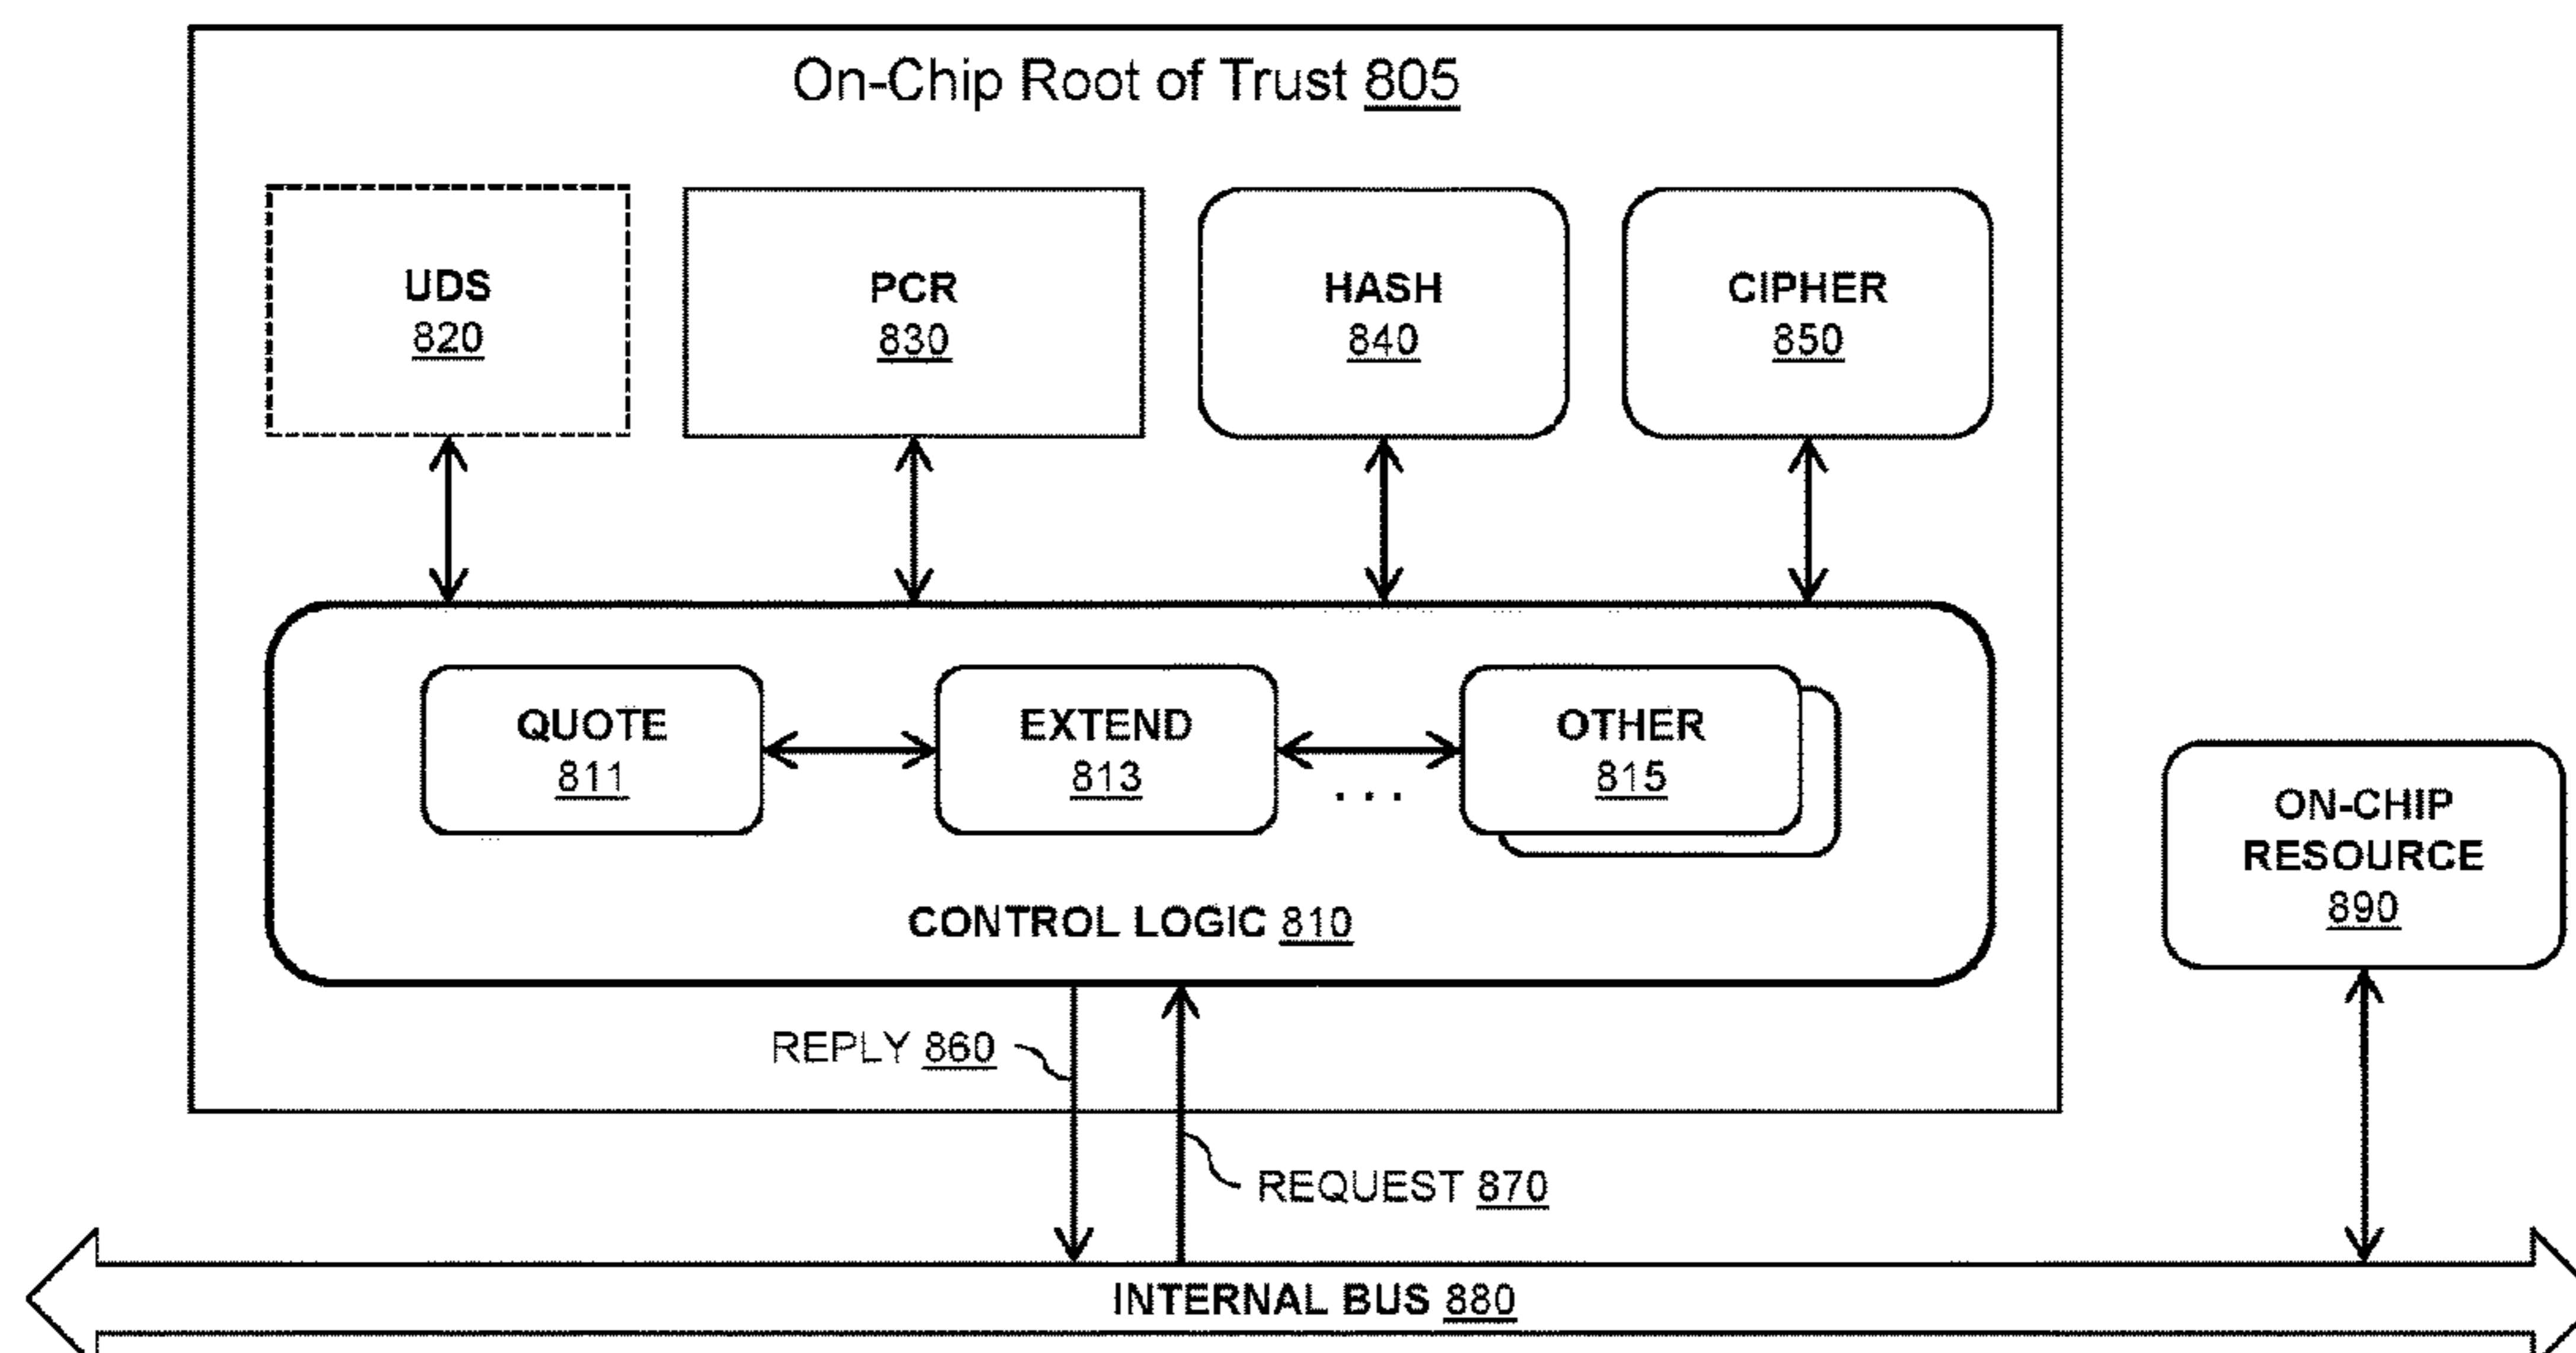 On-Chip Root of Trust 805
UDS
820
PCR
830
HASH
840
CIPHER
850
QUOTE
811
EXTEND
813
. . .
OTHER
815
CONTROL LOGIC 810
ON-CHIP
RESOURCE
890
REPLY 860
REQUEST 870
INTERNAL BUS 880